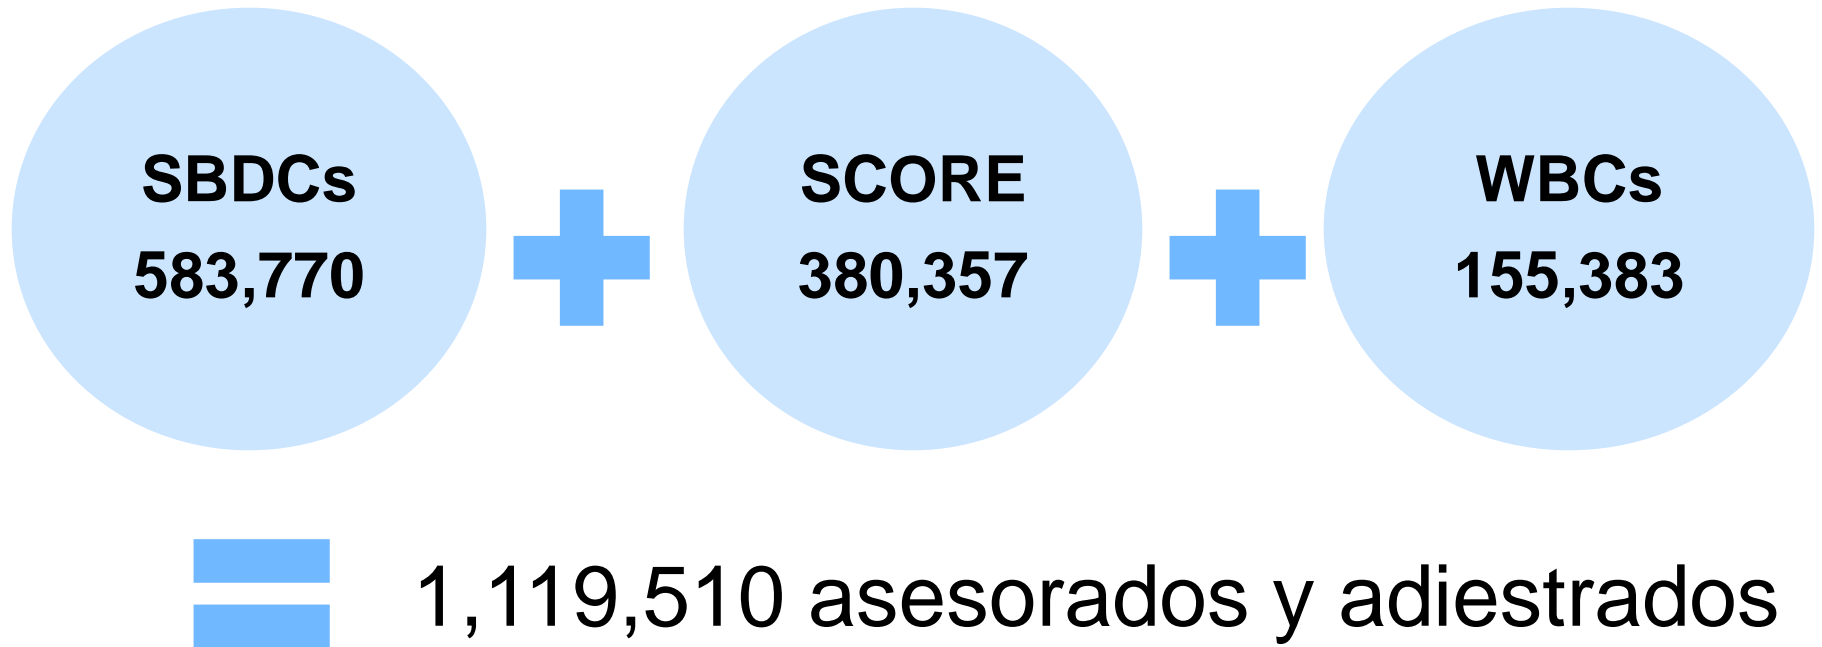 SBDCs
583,770
SCORE
380,357
WBCs
155,383
1,119,510 asesorados y adiestrados